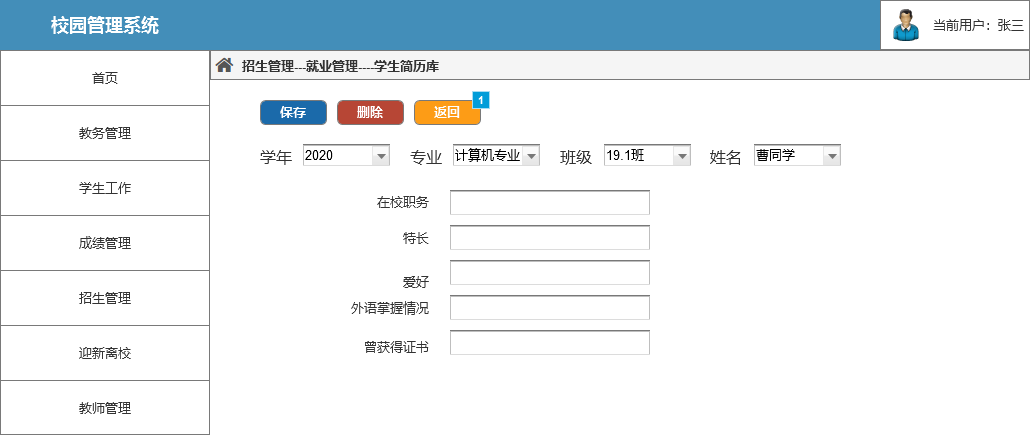 校园管理系统
当前用户：张三
首页
教务管理
学生工作
成绩管理
招生管理
迎新离校
教师管理
招生管理---就业管理----学生简历库
保存 删除 返回 1
学年 2020 专业 计算机专业 班级 19.1班 姓名 曹同学
在校职务
特长
爱好
外语掌握情况
曾获得证书